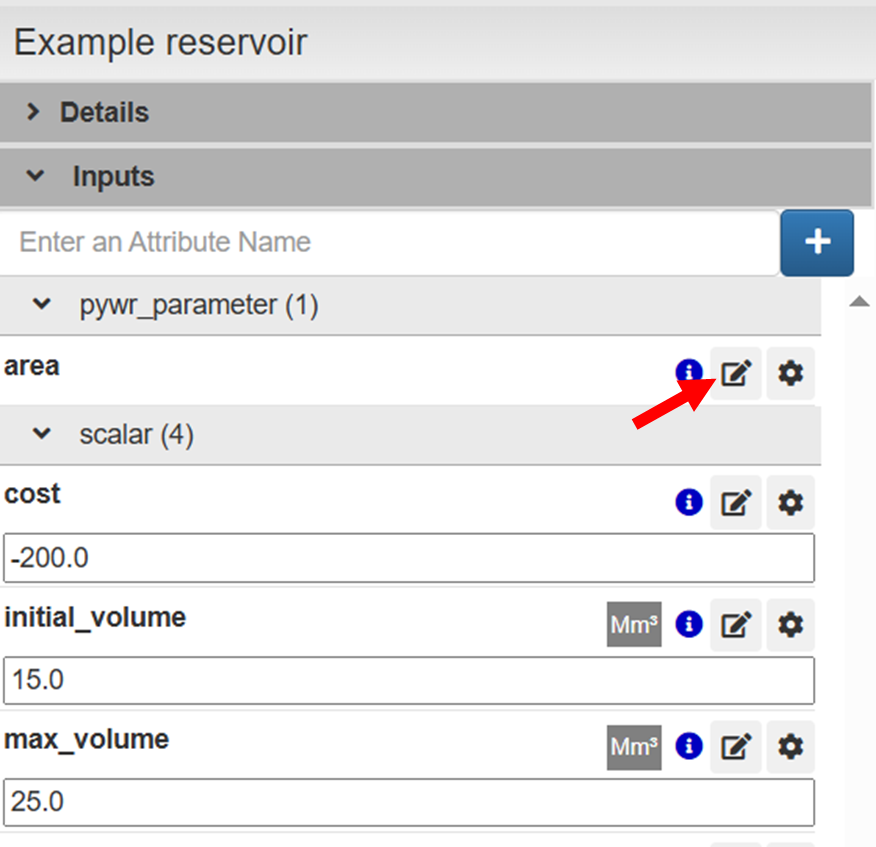 Example reservoir
Details
Inputs
Enter an Attribute Name
pywr_parameter (1)
area
scalar (4)
cost
-200.0
initial_volume
Mm³
15.0
max_volume
Mm³
25.0